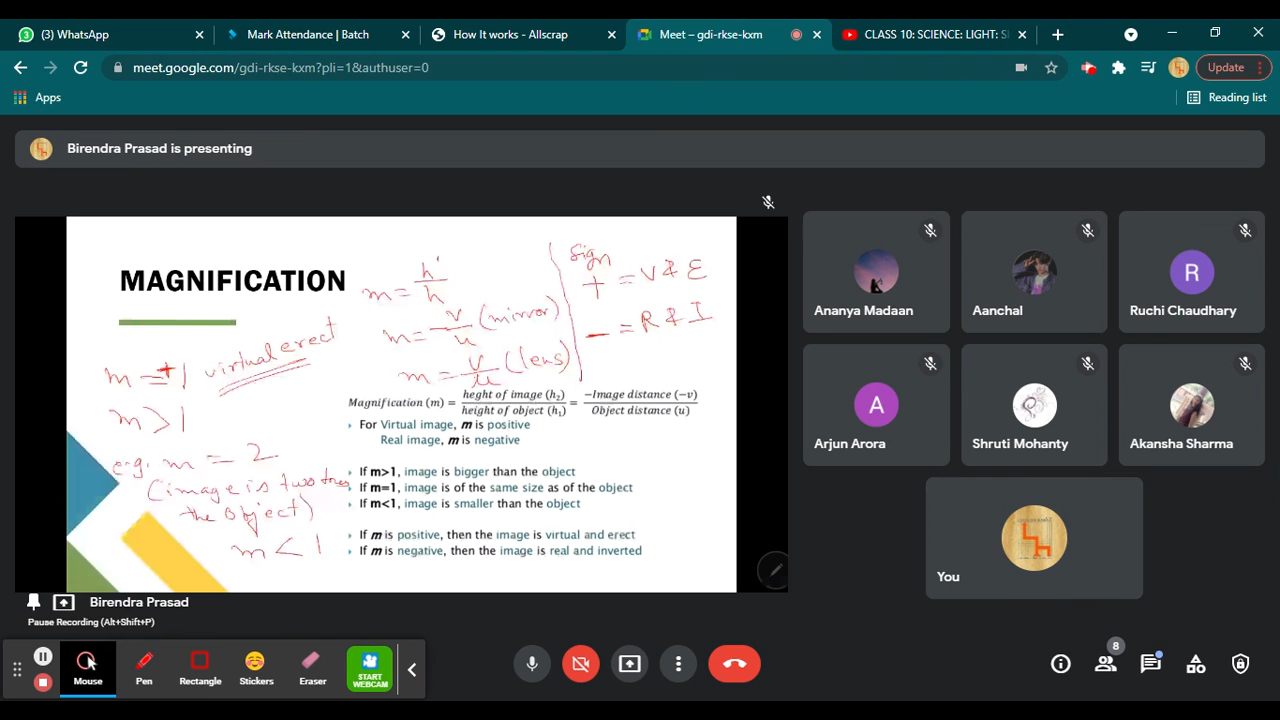 (3) WhatsApp
Mark Attendance | Batch
How It works - Allscrap
Meet – gdi-rkse-kxm
CLASS 10: SCIENCE: LIGHT: S
meet.google.com/gdi-rkse-kxm?pli=1&authuser=0
Update
Apps
Reading list
Birendra Prasad is presenting
MAGNIFICATION
m = h' / h
m = v / u (mirror)
m = v / u (lens)
Sign
+ = V & E
− = R & I
m = +1 virtual erect
m > 1
e.g. m = 2
(image is two times
the object)
m < 1
Magnification (m) = heght of image (h₂) / height of object (h₁) = −Image distance (−v) / Object distance (u)
For Virtual image, m is positive
Real image, m is negative
If m>1, image is bigger than the object
If m=1, image is of the same size as of the object
If m<1, image is smaller than the object
If m is positive, then the image is virtual and erect
If m is negative, then the image is real and inverted
Ananya Madaan
Aanchal
R
Ruchi Chaudhary
A
Arjun Arora
Shruti Mohanty
Akansha Sharma
You
Birendra Prasad
Pause Recording (Alt+Shift+P)
Mouse
Pen
Rectangle
Stickers
Eraser
START
WEBCAM
8